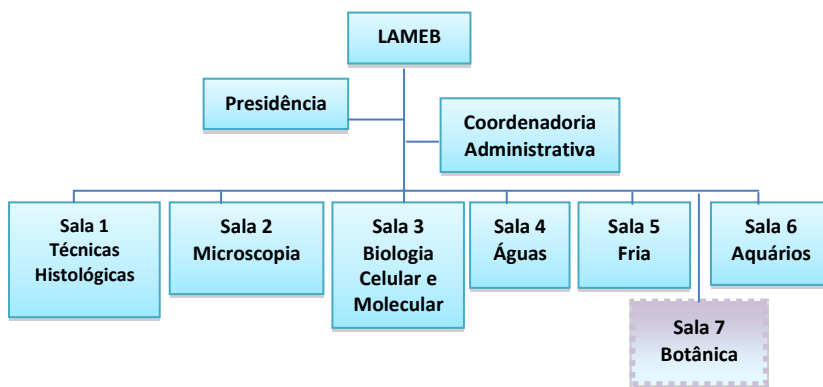 LAMEB
Presidência
Coordenadoria
Administrativa
Sala 1
Técnicas
Histológicas
Sala 2
Microscopia
Sala 3
Biologia
Celular e
Molecular
Sala 4
Águas
Sala 5
Fria
Sala 6
Aquários
Sala 7
Botânica